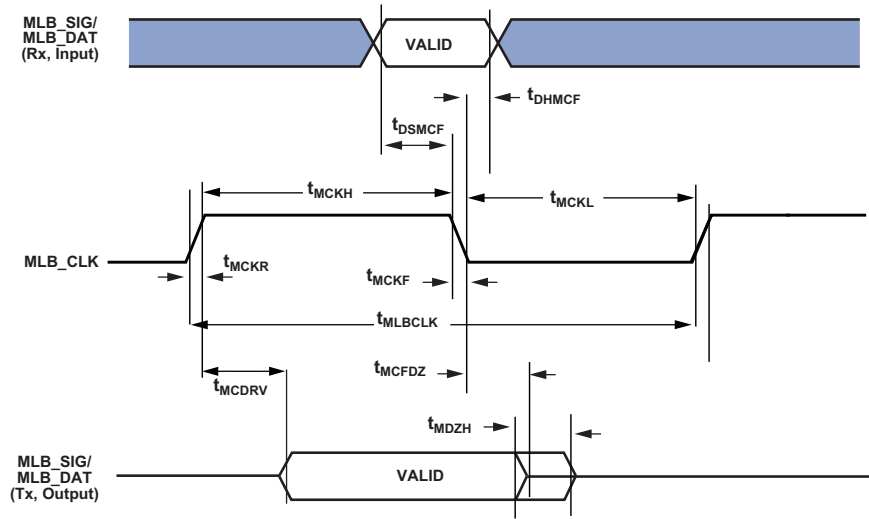 MLB_SIG/
MLB_DAT
(Rx, Input)
VALID
tDHMCF
tDSMCF
tMCKH
tMCKL
MLB_CLK
tMCKR
tMCKF
tMLBCLK
tMCFDZ
tMCDRV
tMDZH
MLB_SIG/
MLB_DAT
(Tx, Output)
VALID